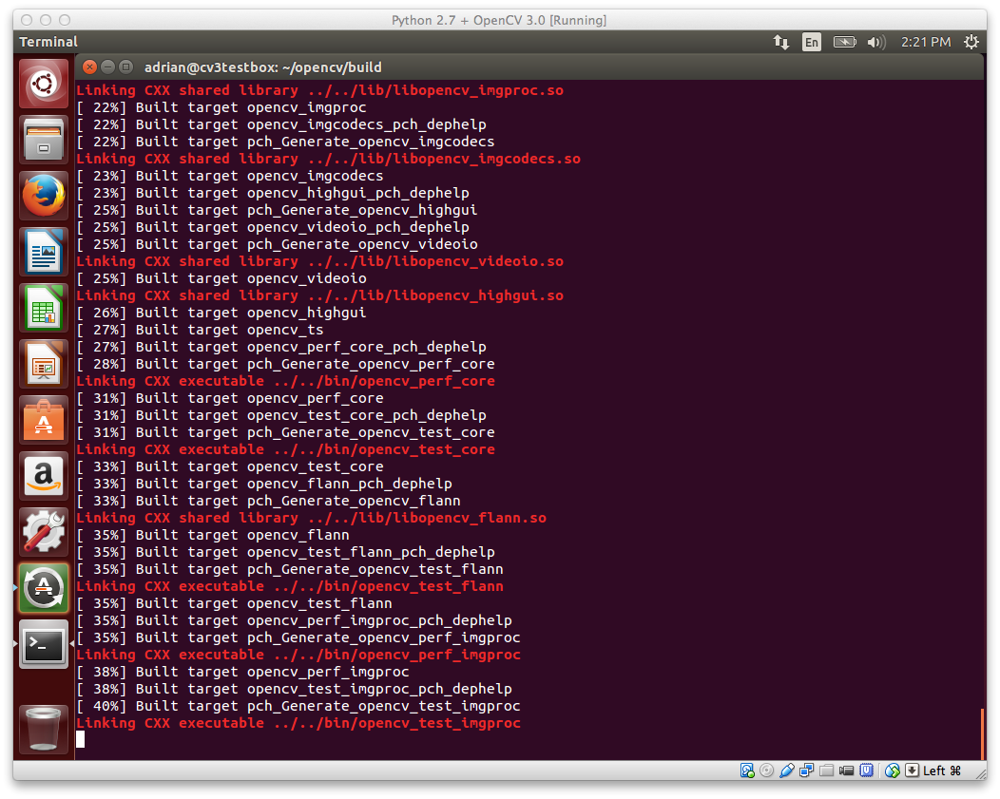 Python 2.7 + OpenCV 3.0 [Running]
Terminal
En
2:21 PM
adrian@cv3testbox: ~/opencv/build
Linking CXX shared library ../../lib/libopencv_imgproc.so
[ 22%] Built target opencv_imgproc
[ 22%] Built target opencv_imgcodecs_pch_dephelp
[ 22%] Built target pch_Generate_opencv_imgcodecs
Linking CXX shared library ../../lib/libopencv_imgcodecs.so
[ 23%] Built target opencv_imgcodecs
[ 23%] Built target opencv_highgui_pch_dephelp
[ 25%] Built target pch_Generate_opencv_highgui
[ 25%] Built target opencv_videoio_pch_dephelp
[ 25%] Built target pch_Generate_opencv_videoio
Linking CXX shared library ../../lib/libopencv_videoio.so
[ 25%] Built target opencv_videoio
Linking CXX shared library ../../lib/libopencv_highgui.so
[ 26%] Built target opencv_highgui
[ 27%] Built target opencv_ts
[ 27%] Built target opencv_perf_core_pch_dephelp
[ 28%] Built target pch_Generate_opencv_perf_core
Linking CXX executable ../../bin/opencv_perf_core
[ 31%] Built target opencv_perf_core
[ 31%] Built target opencv_test_core_pch_dephelp
[ 31%] Built target pch_Generate_opencv_test_core
Linking CXX executable ../../bin/opencv_test_core
[ 33%] Built target opencv_test_core
[ 33%] Built target opencv_flann_pch_dephelp
[ 33%] Built target pch_Generate_opencv_flann
Linking CXX shared library ../../lib/libopencv_flann.so
[ 35%] Built target opencv_flann
[ 35%] Built target opencv_test_flann_pch_dephelp
[ 35%] Built target pch_Generate_opencv_test_flann
Linking CXX executable ../../bin/opencv_test_flann
[ 35%] Built target opencv_test_flann
[ 35%] Built target opencv_perf_imgproc_pch_dephelp
[ 35%] Built target pch_Generate_opencv_perf_imgproc
Linking CXX executable ../../bin/opencv_perf_imgproc
[ 38%] Built target opencv_perf_imgproc
[ 38%] Built target opencv_test_imgproc_pch_dephelp
[ 40%] Built target pch_Generate_opencv_test_imgproc
Linking CXX executable ../../bin/opencv_test_imgproc
Left ⌘